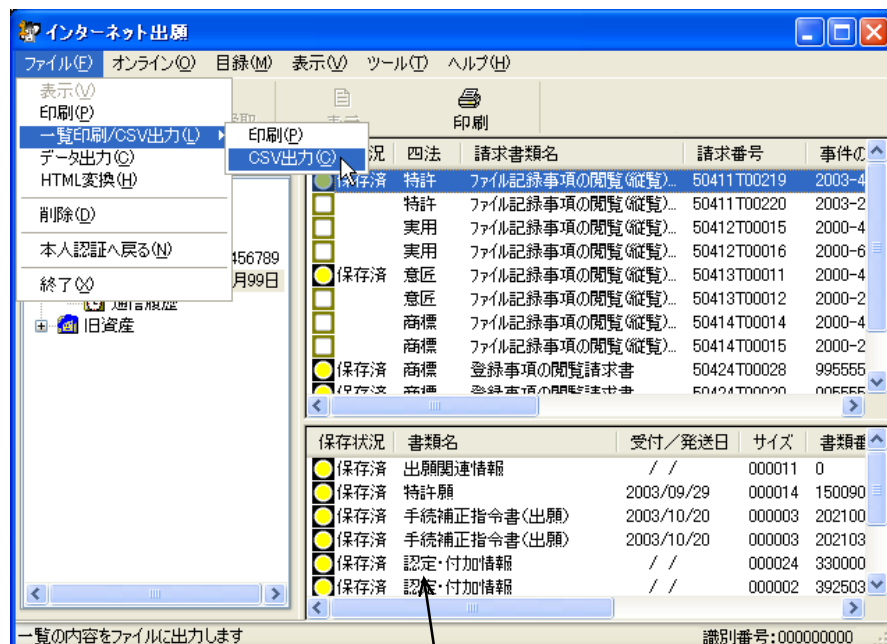 インターネット出願
ファイル(F) オンライン(O) 目録(M) 表示(V) ツール(T) ヘルプ(H)
表示(V)
印刷(P)
一覧印刷/CSV出力(L)
データ出力(C)
HTML変換(H)
削除(D)
本人認証へ戻る(N)
終了(X)
印刷(P)
CSV出力(C)
表示
印刷
況 四法 請求書類名 請求番号 事件の
保存済 特許 ファイル記録事項の閲覧(縦覧)... 50411T00219 2003-4
特許 ファイル記録事項の閲覧(縦覧)... 50411T00220 2003-2
実用 ファイル記録事項の閲覧(縦覧)... 50412T00015 2000-4
実用 ファイル記録事項の閲覧(縦覧)... 50412T00016 2000-6
保存済 意匠 ファイル記録事項の閲覧(縦覧)... 50413T00011 2000-4
意匠 ファイル記録事項の閲覧(縦覧)... 50413T00012 2000-2
商標 ファイル記録事項の閲覧(縦覧)... 50414T00014 2000-4
商標 ファイル記録事項の閲覧(縦覧)... 50414T00015 2000-2
保存済 商標 登録事項の閲覧請求書 50424T00028 995555
456789
月99日
通信履歴
旧資産
保存状況 書類名 受付/発送日 サイズ 書類番
保存済 出願関連情報 / / 000011 0
保存済 特許願 2003/09/29 000014 150090
保存済 手続補正指令書(出願) 2003/10/20 000003 202100
保存済 手続補正指令書(出願) 2003/10/20 000003 202103
保存済 認定・付加情報 / / 000024 330000
保存済 認定・付加情報 / / 000002 392503
一覧の内容をファイルに出力します 識別番号:000000000